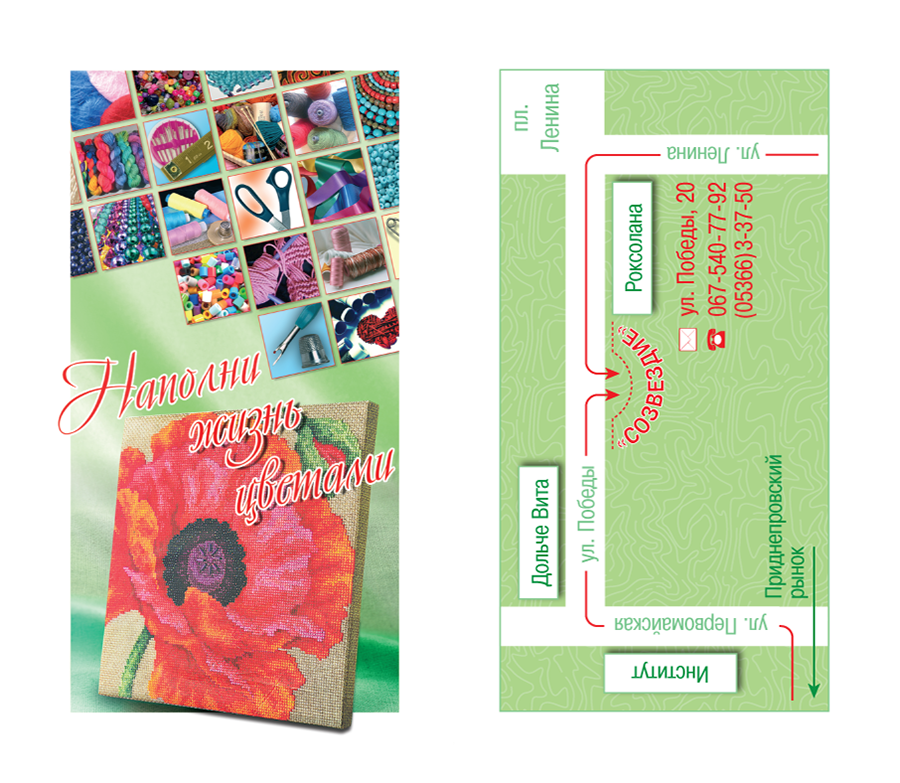 Наполни
жизнь
цветами
пл.
Ленина
ул. Ленина
Роксолана
ул. Победы, 20
067-540-77-92
(05366)3-37-50
"СОЗВЕЗДИЕ"
Дольче Вита
ул. Победы
Приднепровский
рынок
ул. Первомайская
Институт